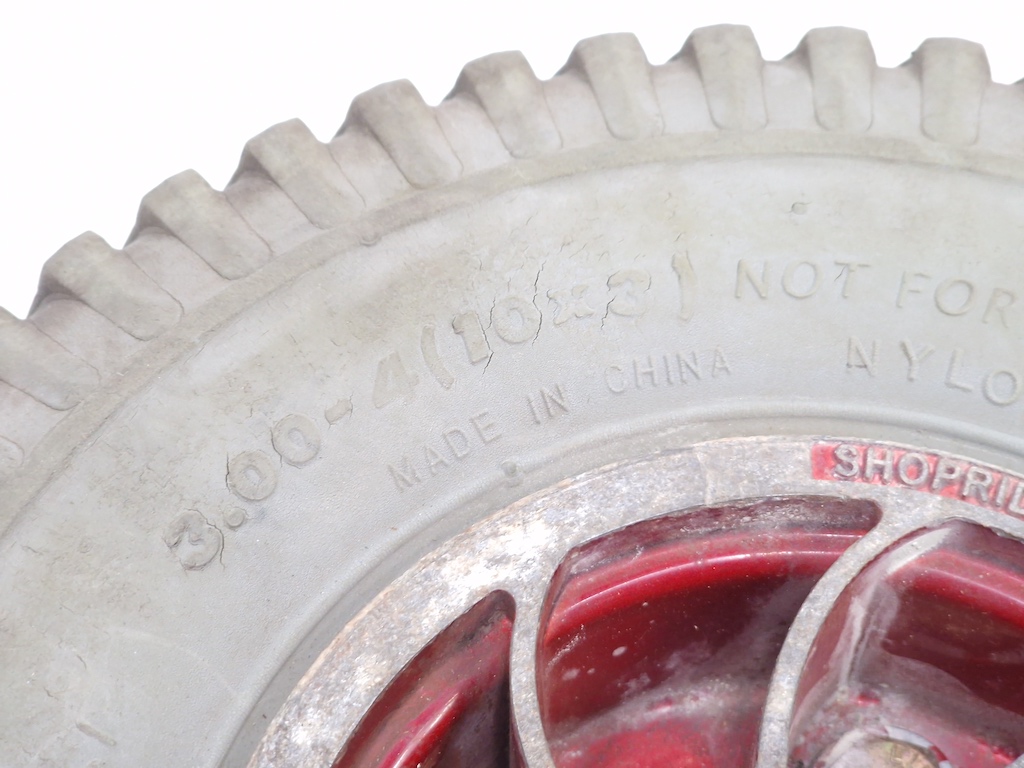 3.00-4(10x3) NOT FOR
MADE IN CHINA NYLO
SHOPRID